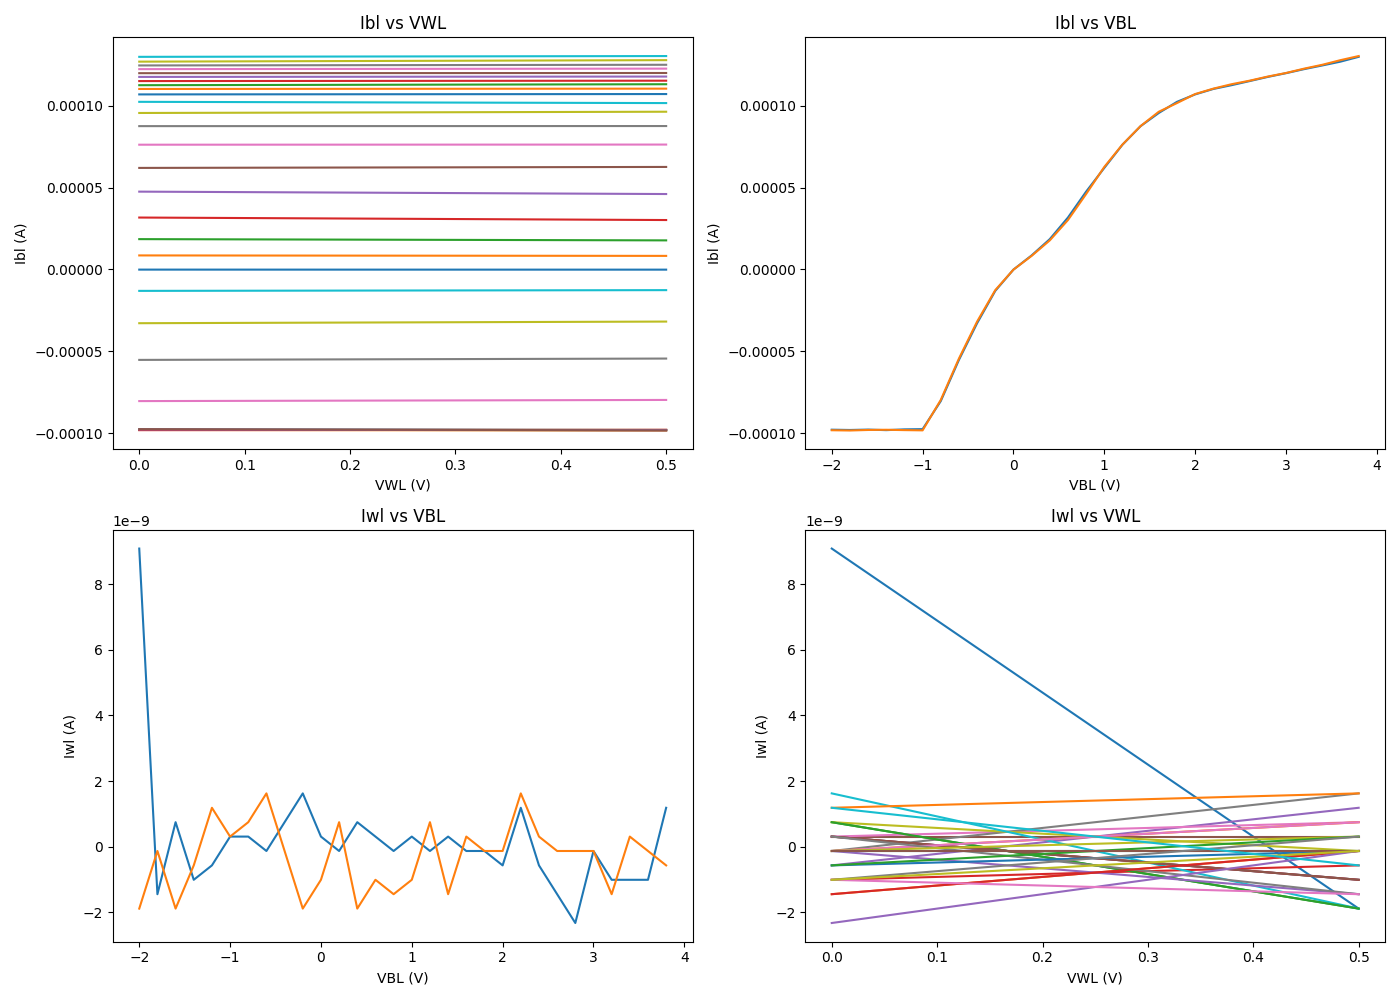 Ibl vs VWL
Ibl (A)
0.00010
0.00005
0.00000
−0.00005
−0.00010
0.0 0.1 0.2 0.3 0.4 0.5
VWL (V)
Ibl vs VBL
Ibl (A)
0.00010
0.00005
0.00000
−0.00005
−0.00010
−2 −1 0 1 2 3 4
VBL (V)
Iwl vs VBL
1e−9
Iwl (A)
8
6
4
2
0
−2
−2 −1 0 1 2 3 4
VBL (V)
Iwl vs VWL
1e−9
Iwl (A)
8
6
4
2
0
−2
0.0 0.1 0.2 0.3 0.4 0.5
VWL (V)